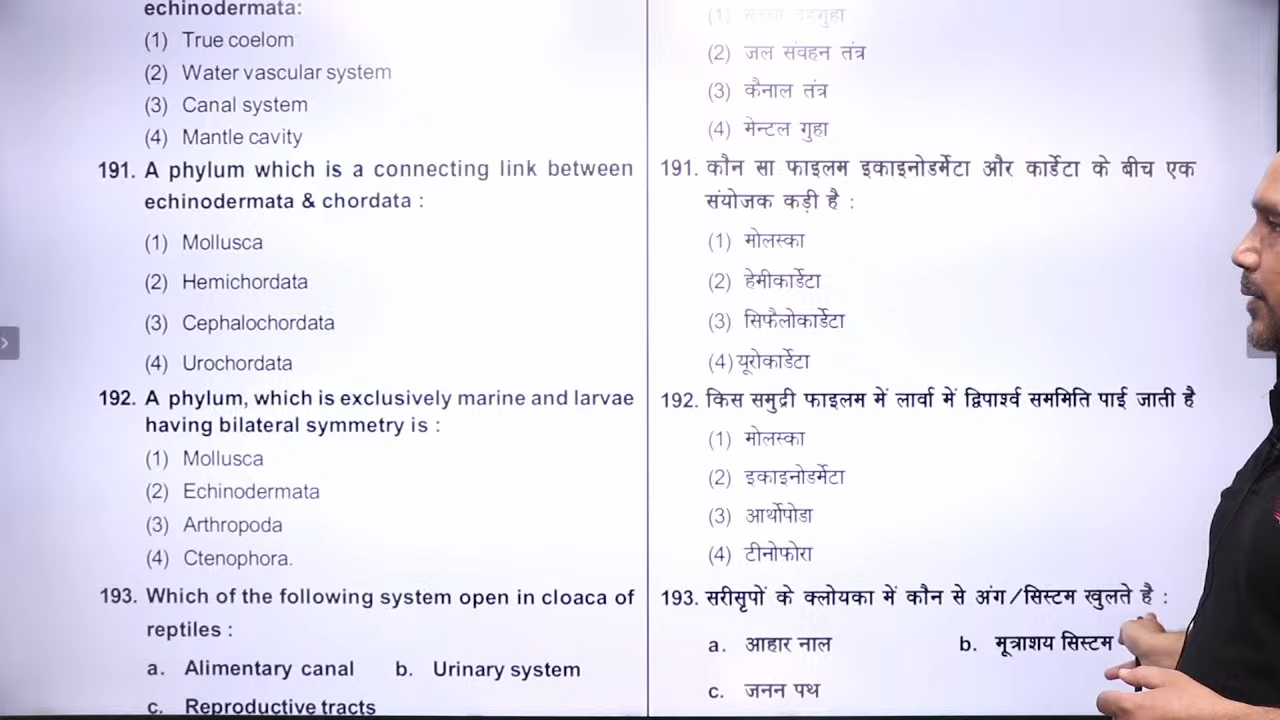 echinodermata:
(1) True coelom
(2) Water vascular system
(3) Canal system
(4) Mantle cavity
191. A phylum which is a connecting link between
echinodermata & chordata :
(1) Mollusca
(2) Hemichordata
(3) Cephalochordata
(4) Urochordata
192. A phylum, which is exclusively marine and larvae
having bilateral symmetry is :
(1) Mollusca
(2) Echinodermata
(3) Arthropoda
(4) Ctenophora.
193. Which of the following system open in cloaca of
reptiles :
a. Alimentary canal b. Urinary system
c. Reproductive tracts
(1)
(2) जल संवहन तंत्र
(3) कैनाल तंत्र
(4) मेन्टल गुहा
191. कौन सा फाइलम इकाइनोडर्मेटा और कार्डेटा के बीच एक
संयोजक कड़ी है :
(1) मोलस्का
(2) हेमीकार्डेटा
(3) सिफैलोकार्डेटा
(4) यूरोकार्डेटा
192. किस समुद्री फाइलम में लार्वा में द्विपार्श्व सममिति पाई जाती है
(1) मोलस्का
(2) इकाइनोडर्मेटा
(3) आर्थोपोडा
(4) टीनोफोरा
193. सरीसृपों के क्लोयका में कौन से अंग/सिस्टम खुलते है :
a. आहार नाल b. मूत्राशय सिस्टम
c. जनन पथ